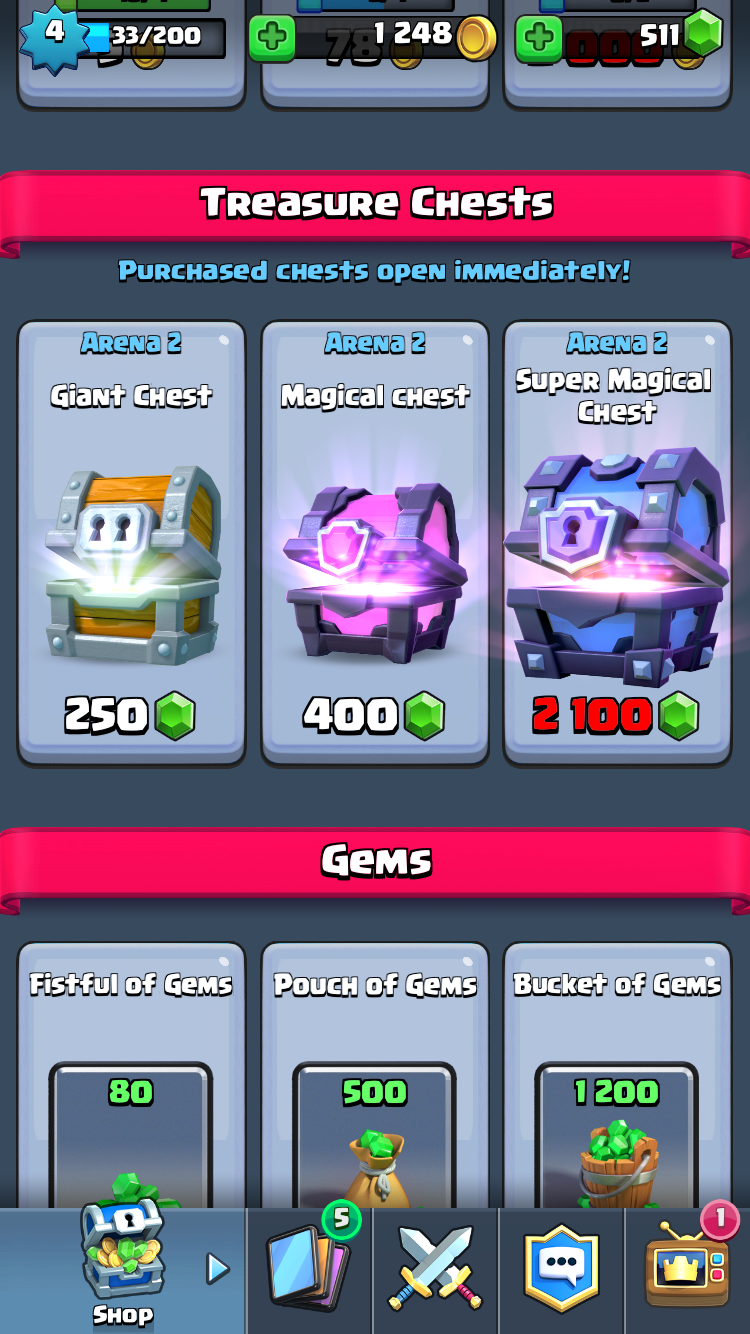 4
33/200
1 248
511
Treasure Chests
Purchased chests open immediately!
Arena 2
Giant Chest
250
Arena 2
Magical chest
400
Arena 2
Super Magical
Chest
2 100
Gems
Fistful of Gems
80
Pouch of Gems
500
Bucket of Gems
1 200
Shop
5
1